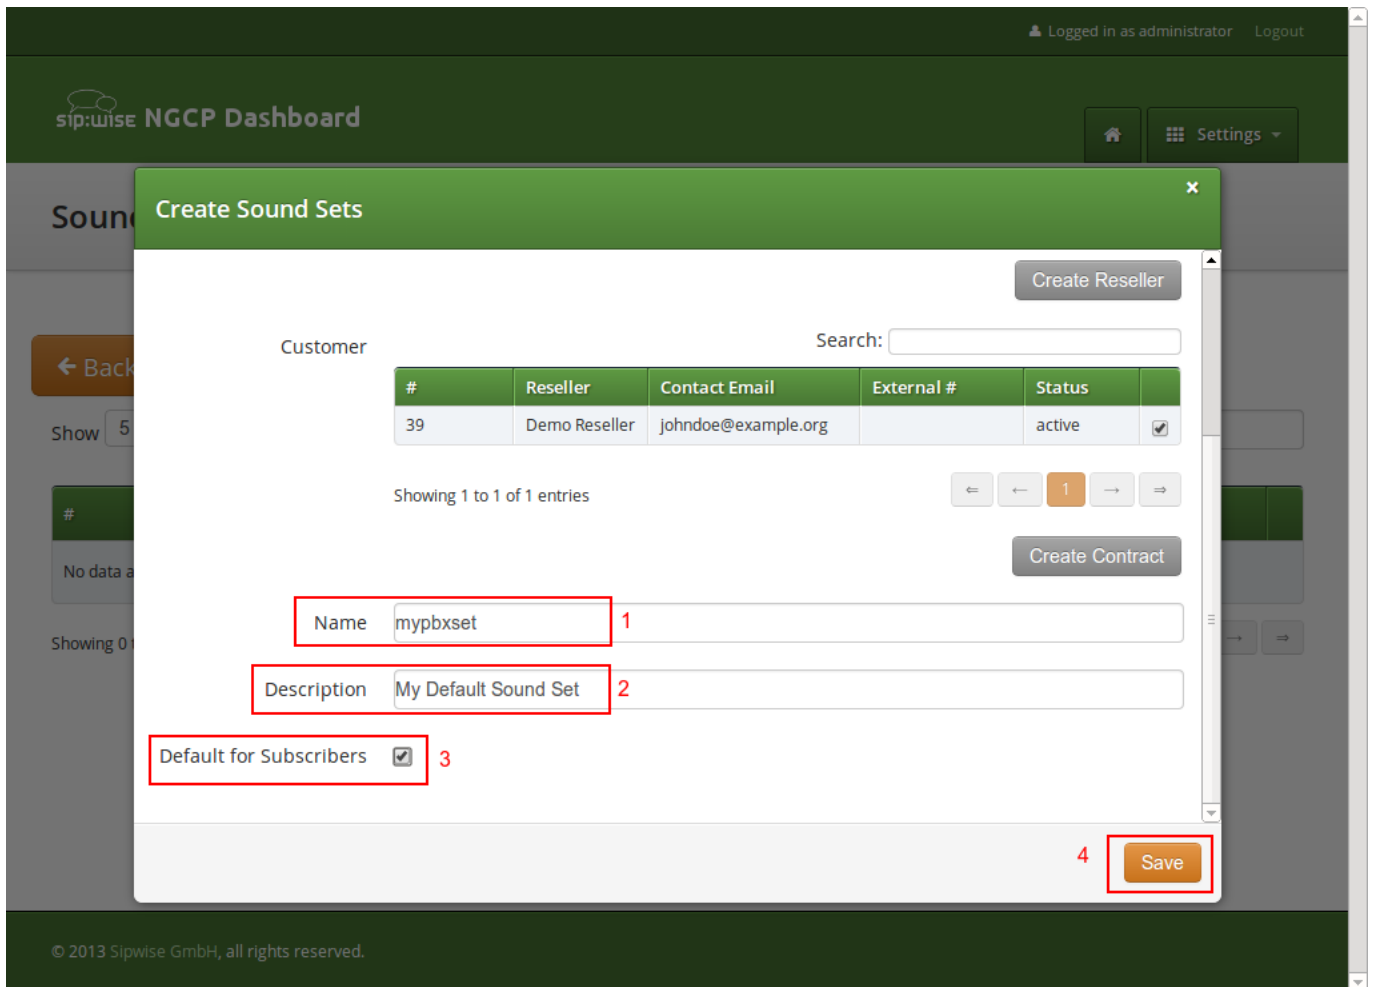 Logged in as administrator Logout
sip:wise NGCP Dashboard
Settings
Soun
Create Sound Sets
×
Create Reseller
Customer
Search:
# Reseller Contact Email External # Status
39 Demo Reseller johndoe@example.org active
Showing 1 to 1 of 1 entries
⇐ ← 1 → ⇒
Create Contract
← Back
Show 5
#
No data a
Showing 0 t
→ ⇒
Name mypbxset 1
Description My Default Sound Set 2
Default for Subscribers 3
4 Save
© 2013 Sipwise GmbH, all rights reserved.